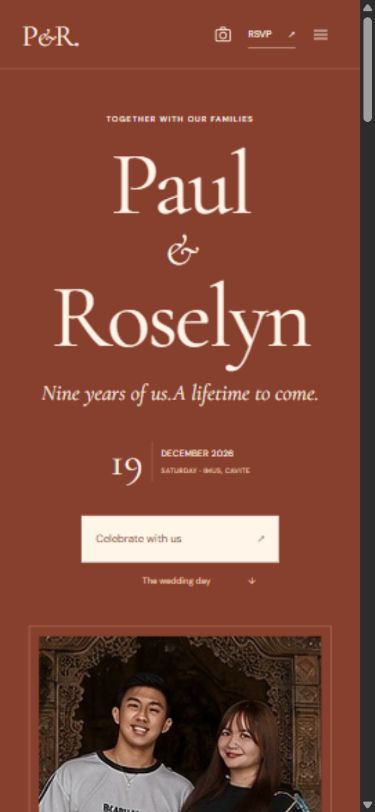 P&R.
RSVP ↗
TOGETHER WITH OUR FAMILIES
Paul
&
Roselyn
Nine years of us.A lifetime to come.
19
DECEMBER 2026
SATURDAY · IMUS, CAVITE
Celebrate with us ↗
The wedding day ↓